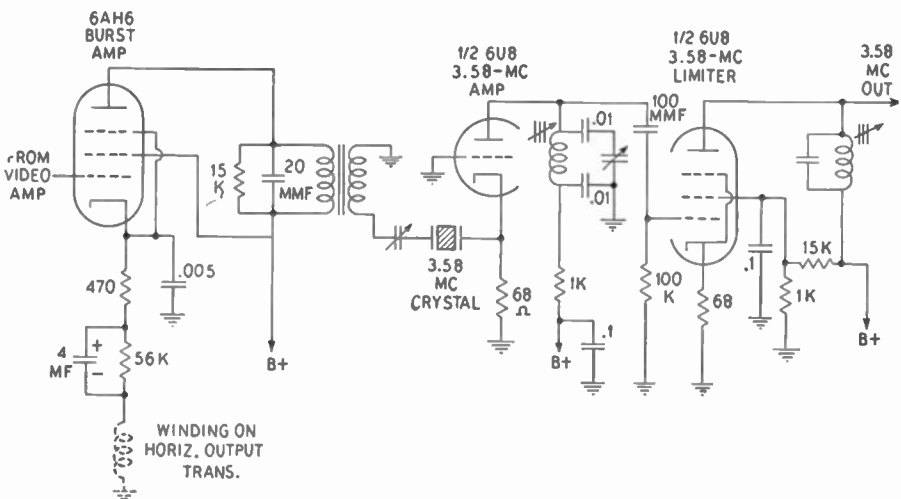 6AH6
BURST
AMP
FROM
VIDEO
AMP
470
.005
4
MF
+
–
56K
WINDING ON
HORIZ. OUTPUT
TRANS.
15
K
20
MMF
B+
3.58
MC
CRYSTAL
1/2 6U8
3.58-MC
AMP
68
Ω
.01
.01
1K
B+
.1
100
MMF
100
K
1/2 6U8
3.58-MC
LIMITER
68
.1
15K
1K
B+
3.58
MC
OUT